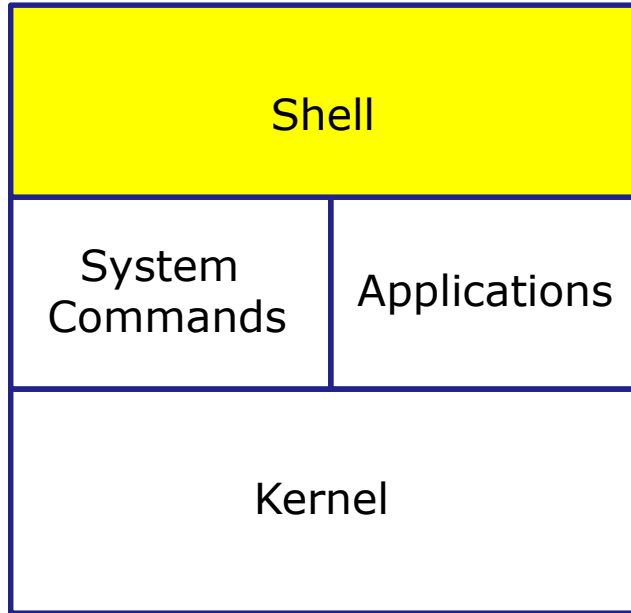 Shell
System
Commands
Applications
Kernel